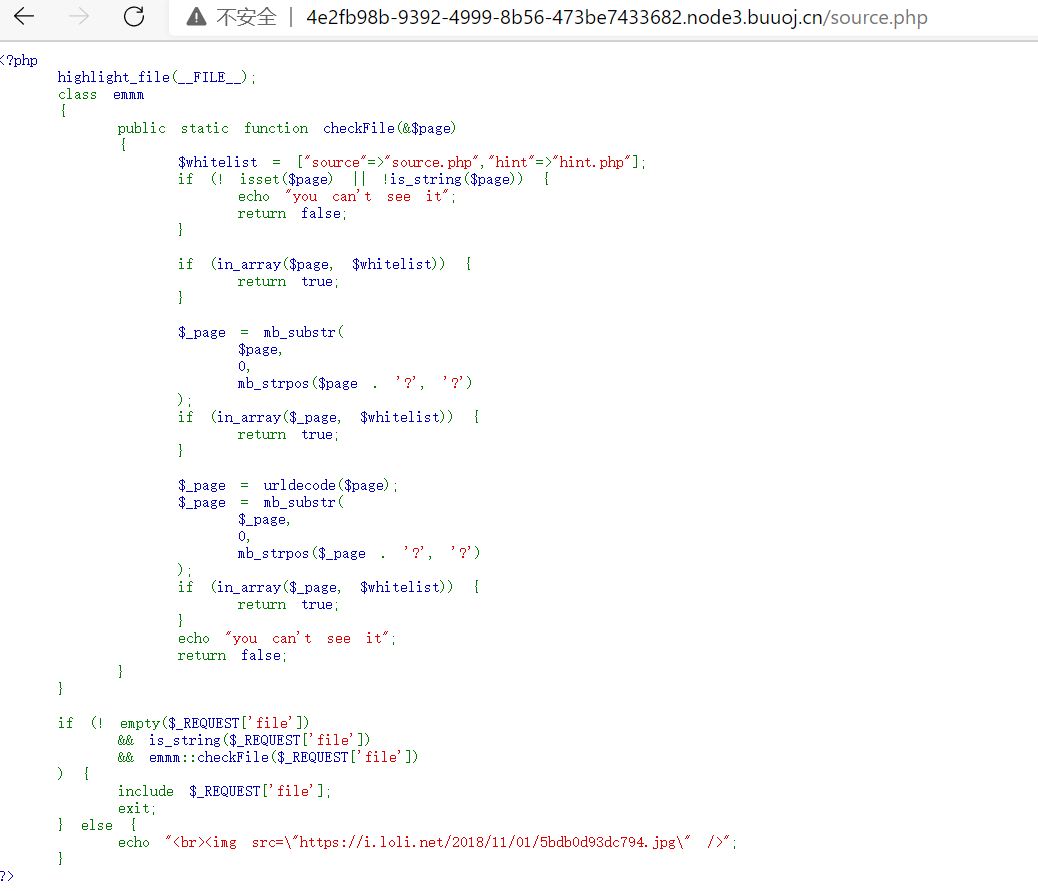 不安全 | 4e2fb98b-9392-4999-8b56-473be7433682.node3.buuoj.cn/source.php
<?php
highlight_file(__FILE__);
class emmm
{
public static function checkFile(&$page)
{
$whitelist = ["source"=>"source.php","hint"=>"hint.php"];
if (! isset($page) || !is_string($page)) {
echo "you can't see it";
return false;
}
if (in_array($page, $whitelist)) {
return true;
}
$_page = mb_substr(
$page,
0,
mb_strpos($page . '?', '?')
);
if (in_array($_page, $whitelist)) {
return true;
}
$_page = urldecode($page);
$_page = mb_substr(
$_page,
0,
mb_strpos($_page . '?', '?')
);
if (in_array($_page, $whitelist)) {
return true;
}
echo "you can't see it";
return false;
}
}
if (! empty($_REQUEST['file'])
&& is_string($_REQUEST['file'])
&& emmm::checkFile($_REQUEST['file'])
) {
include $_REQUEST['file'];
exit;
} else {
echo "<br><img src=\"https://i.loli.net/2018/11/01/5bdb0d93dc794.jpg\" />";
}
?>